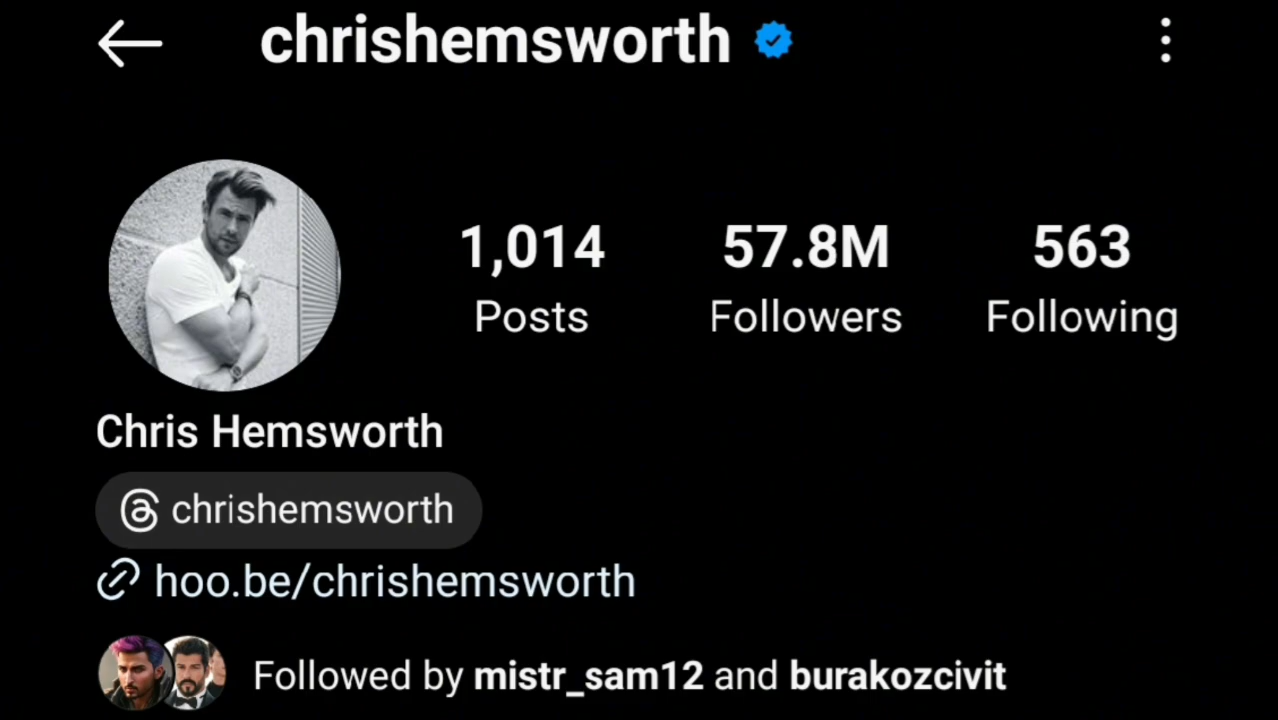 chrishemsworth
1,014 57.8M 563
Posts Followers Following
Chris Hemsworth
chrishemsworth
hoo.be/chrishemsworth
Followed by mistr_sam12 and burakozcivit